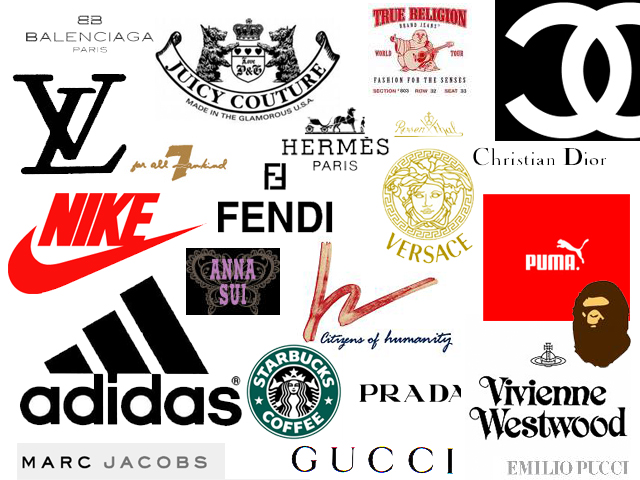 BB
BALENCIAGA
PARIS
Love
P&G
JUICY COUTURE
MADE IN THE GLAMOROUS U.S.A.
TRUE RELIGION
BRAND JEANS
WORLD TOUR
FASHION FOR THE SENSES
SECTION *803 ROW 32 SEAT 33
LV
for all 7 mankind
HERMÈS
PARIS
Christian Dior
FENDI
VERSACE
NIKE
PUMA.
ANNA
SUI
Citizens of humanity
adidas®
STARBUCKS
COFFEE
PRADA
Vivienne
Westwood
MARC JACOBS
GUCCI
EMILIO PUCCI